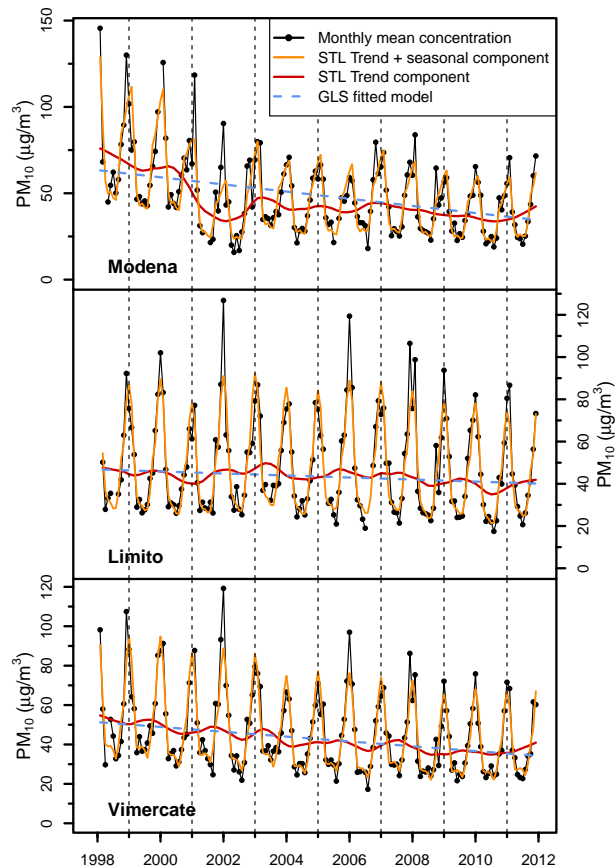 Monthly mean concentration
STL Trend + seasonal component
STL Trend component
GLS fitted model
PM10 (μg/m3)
0 50 100 150
Modena
PM10 (μg/m3)
0 20 40 60 80 100 120
Limito
PM10 (μg/m3)
0 20 40 60 80 100 120
Vimercate
1998 2000 2002 2004 2006 2008 2010 2012